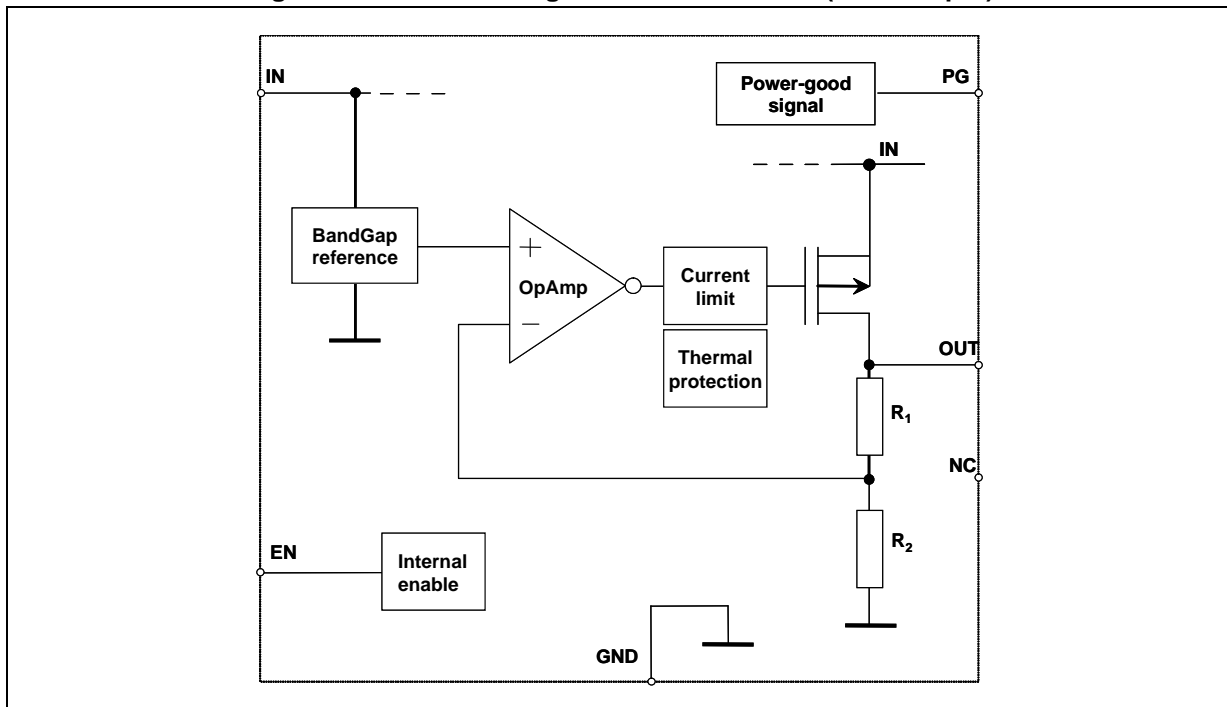 IN
PG
Power-good
signal
IN
BandGap
reference
+
OpAmp
−
Current
limit
Thermal
protection
OUT
R₁
NC
R₂
EN
Internal
enable
GND